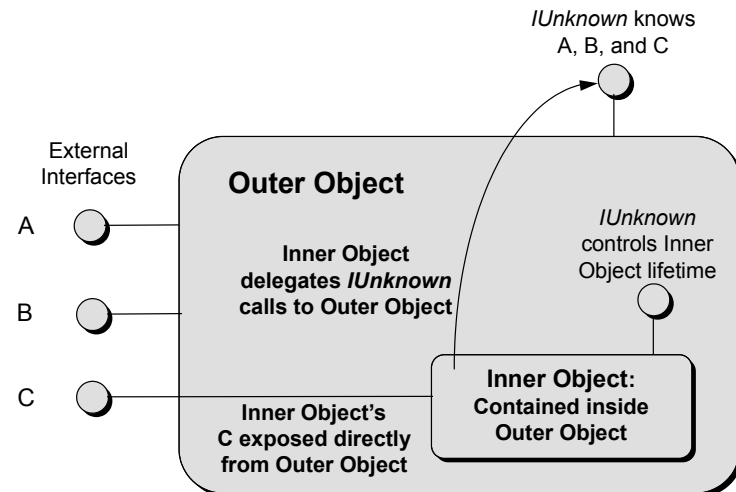 IUnknown knows
A, B, and C
External
Interfaces
Outer Object
A
IUnknown
controls Inner
Object lifetime
Inner Object
delegates IUnknown
calls to Outer Object
B
C
Inner Object:
Contained inside
Outer Object
Inner Object's
C exposed directly
from Outer Object